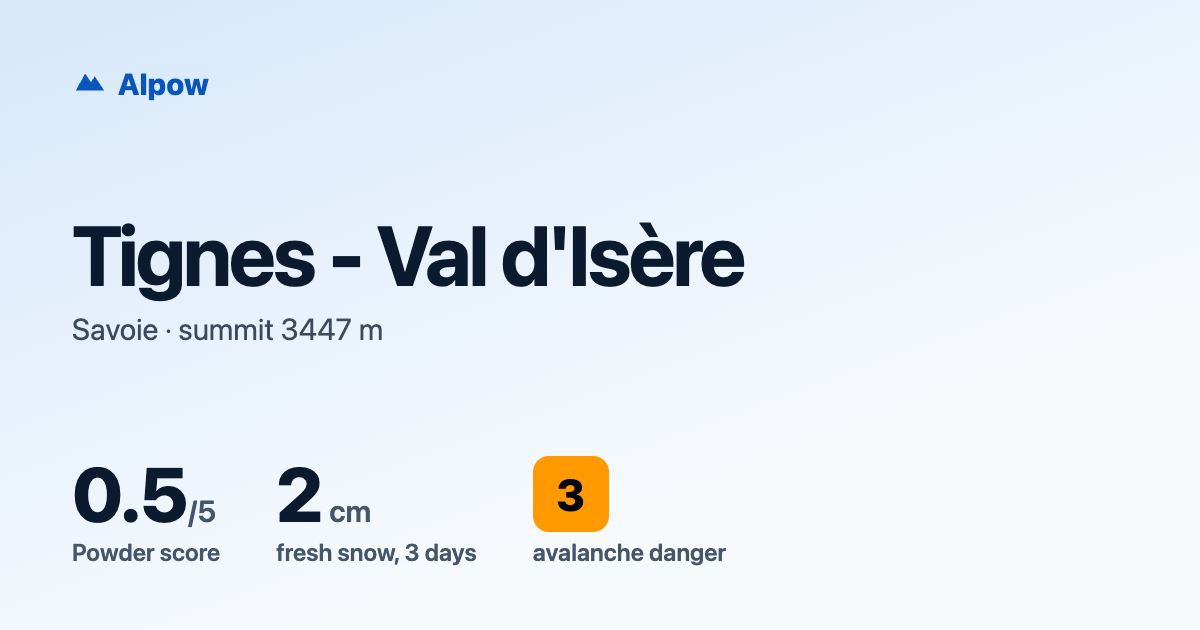 Alpow
Tignes - Val d'Isère
Savoie · summit 3447 m
0.5/5 2 cm 3
Powder score fresh snow, 3 days avalanche danger